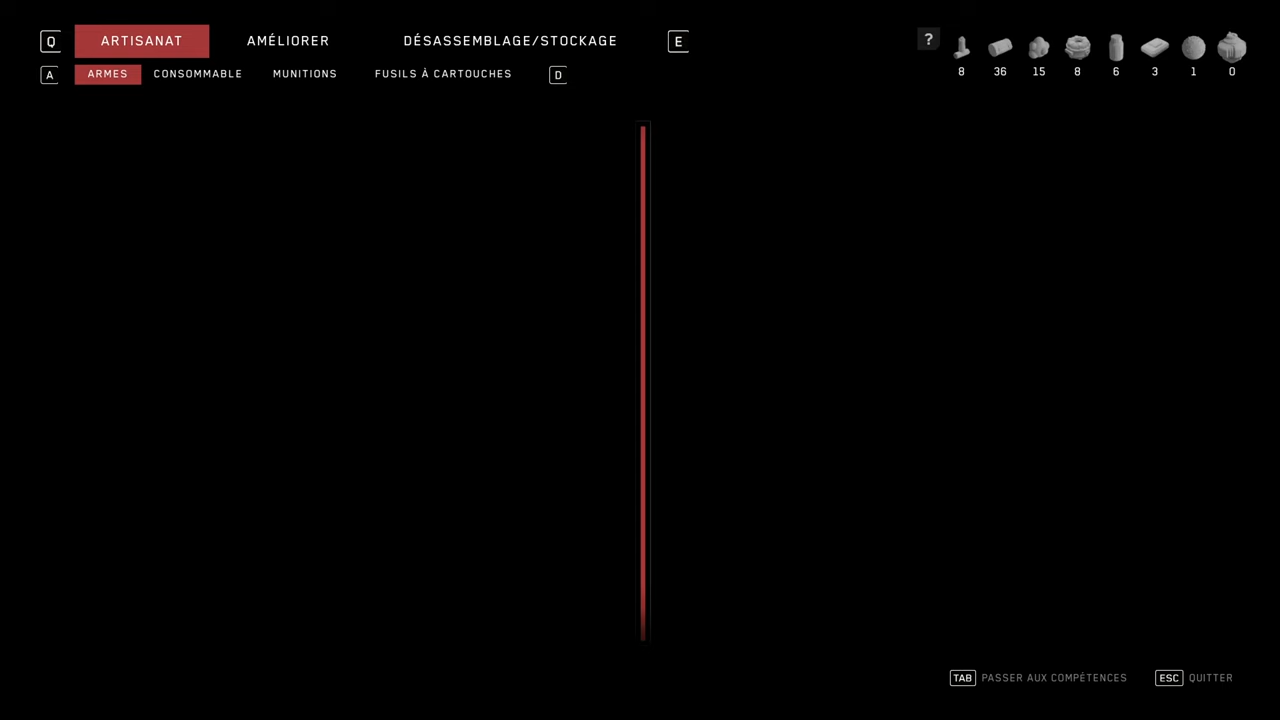 Q ARTISANAT AMÉLIORER DÉSASSEMBLAGE/STOCKAGE E ?
A ARMES CONSOMMABLE MUNITIONS FUSILS À CARTOUCHES D
8 36 15 8 6 3 1 0
TAB PASSER AUX COMPÉTENCES ESC QUITTER